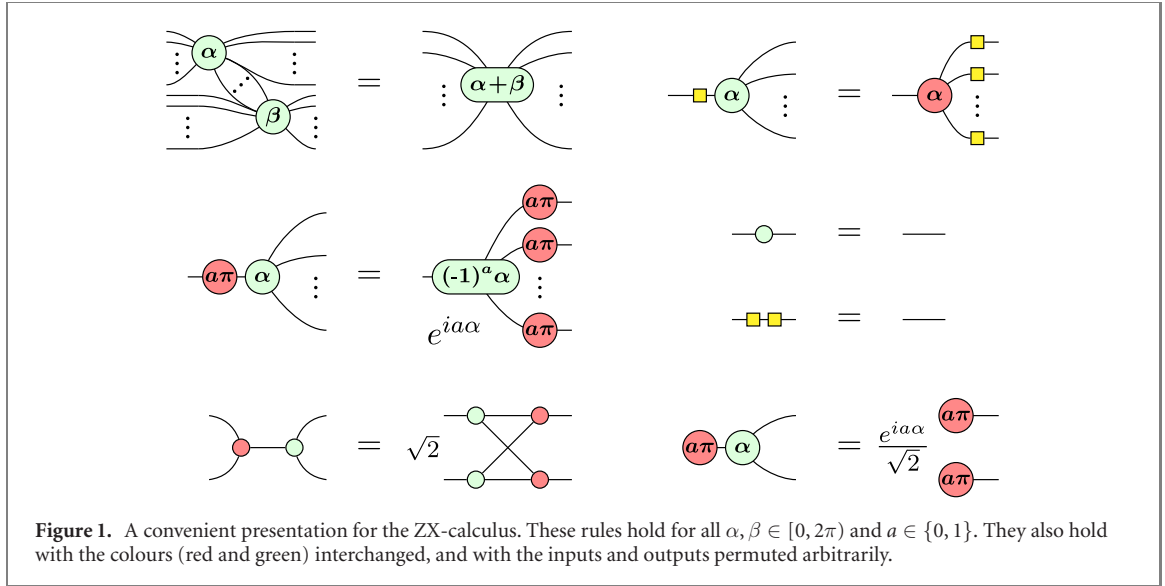 α = α+β α = α
β
aπ α = (-1)ᵃα aπ aπ ⋮ aπ
e^{iaα}
=
=
= √2
aπ α = e^{iaα}/√2 aπ aπ
Figure 1. A convenient presentation for the ZX-calculus. These rules hold for all α, β ∈ [0, 2π) and a ∈ {0, 1}. They also hold
with the colours (red and green) interchanged, and with the inputs and outputs permuted arbitrarily.